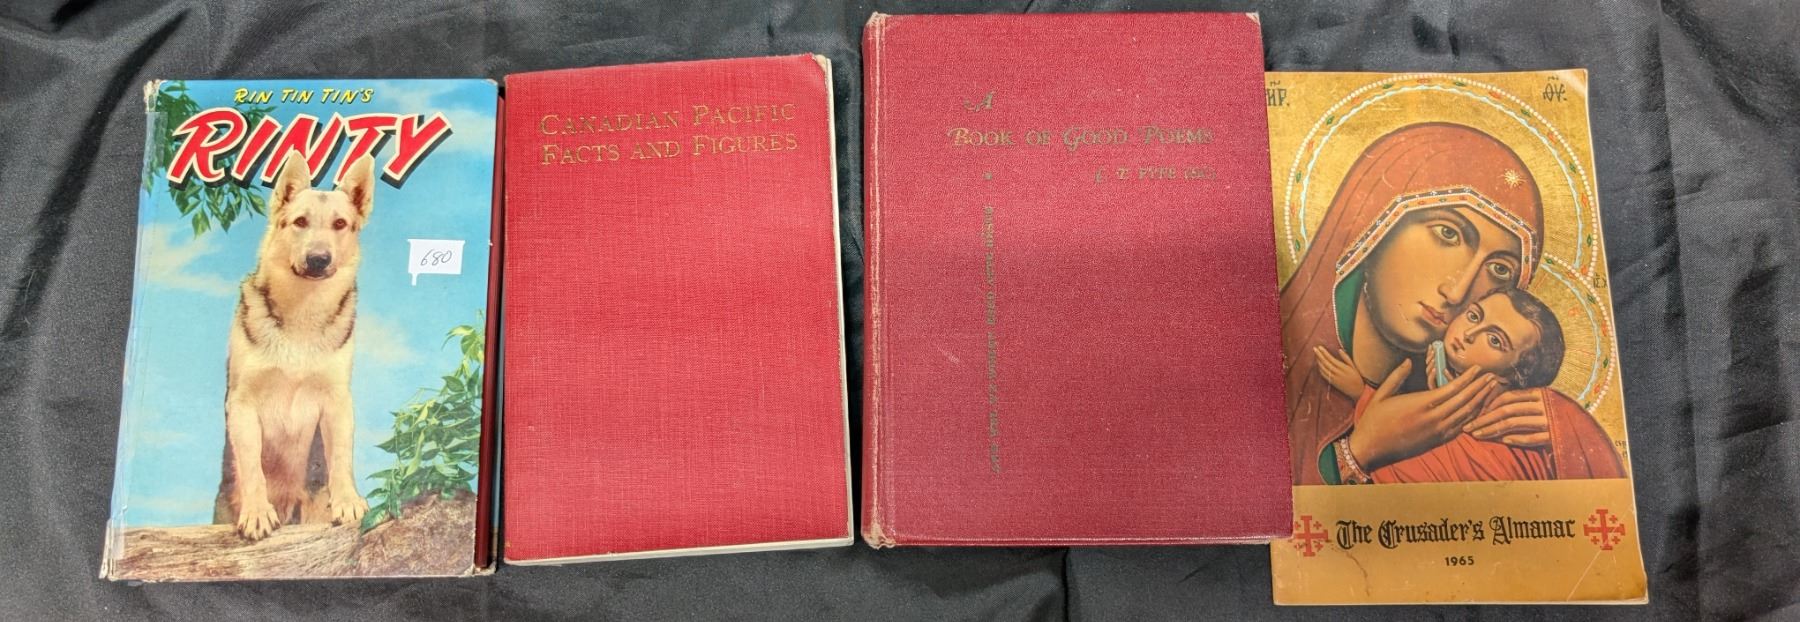 RIN TIN TIN'S
RINTY
680
CANADIAN PACIFIC
FACTS AND FIGURES
A
BOOK OF GOOD POEMS
The Crusader's Almanac
1965